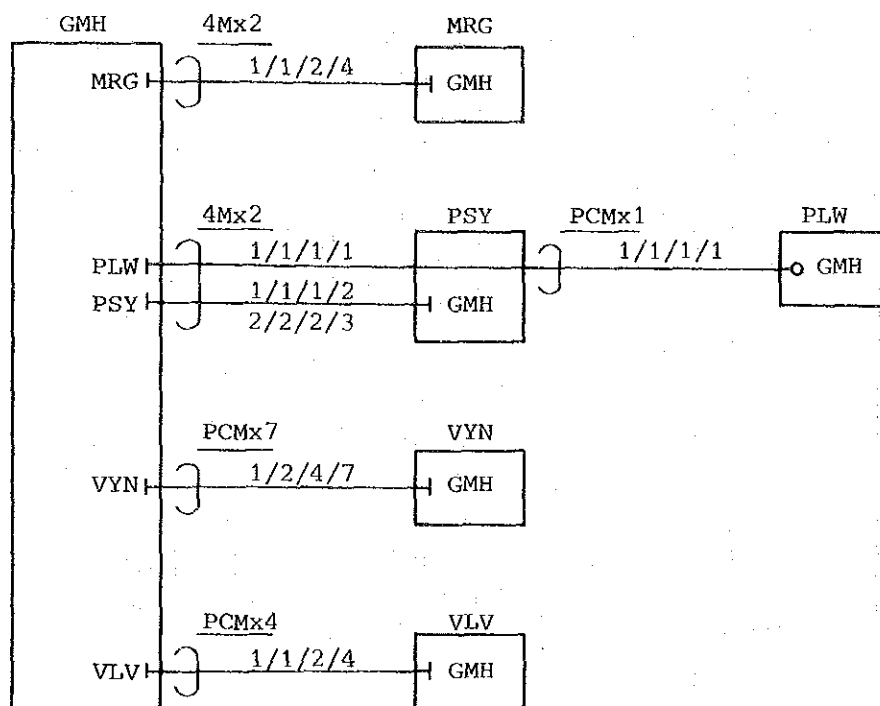 GMH 4Mx2 MRG
MRG 1/1/2/4 GMH
4Mx2 PSY PCMx1 PLW
PLW 1/1/1/1 1/1/1/1 GMH
PSY 1/1/1/2 GMH
2/2/2/3
PCMx7 VYN
VYN 1/2/4/7 GMH
PCMx4 VLV
VLV 1/1/2/4 GMH